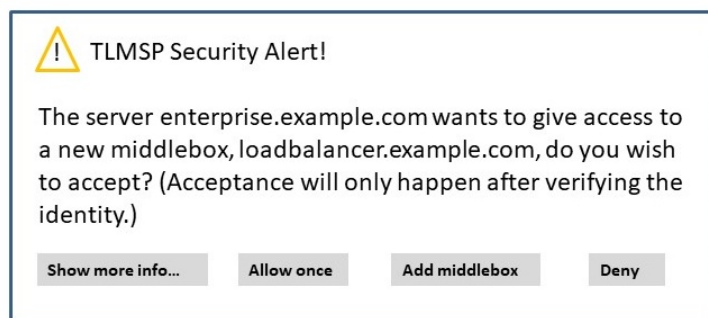 !
TLMSP Security Alert!
The server enterprise.example.com wants to give access to
a new middlebox, loadbalancer.example.com, do you wish
to accept? (Acceptance will only happen after verifying the
identity.)
Show more info... Allow once Add middlebox Deny